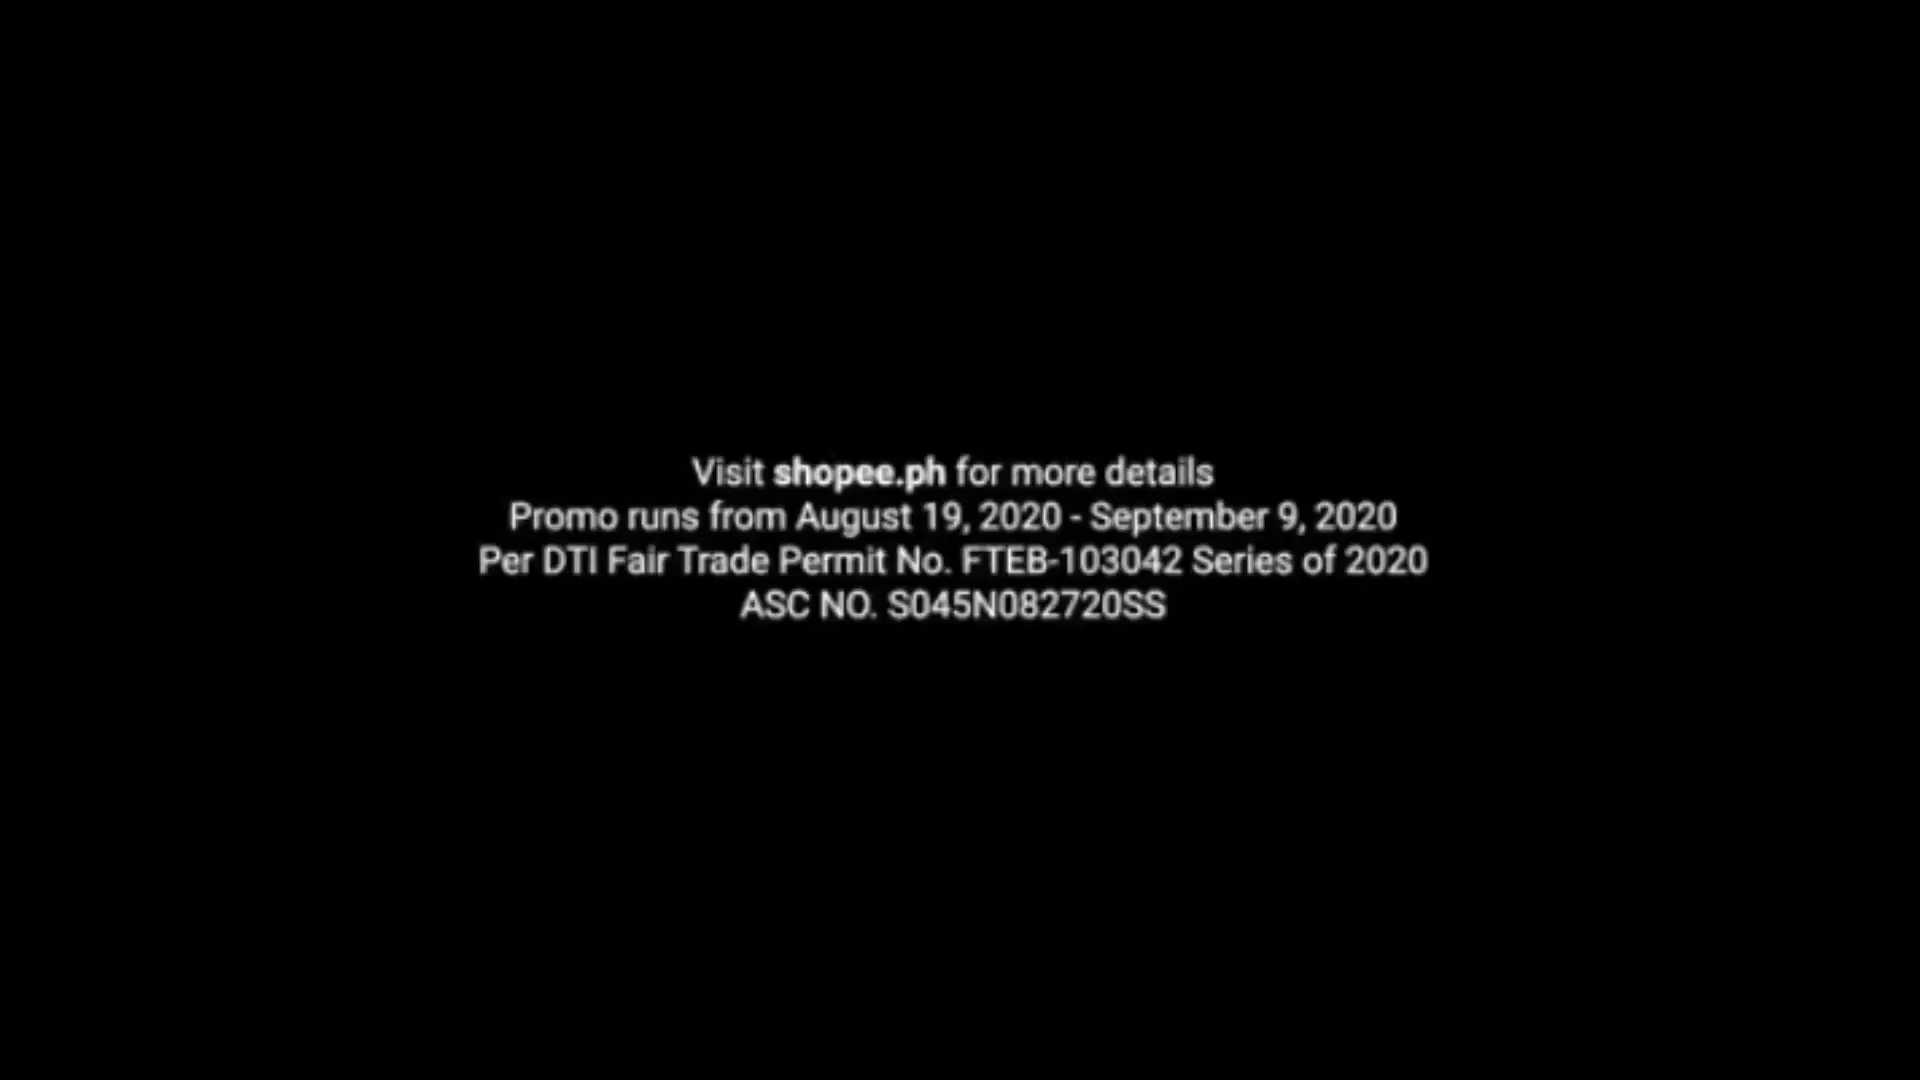 Visit shopee.ph for more details
Promo runs from August 19, 2020 - September 9, 2020
Per DTI Fair Trade Permit No. FTEB-103042 Series of 2020
ASC NO. S045N082720SS